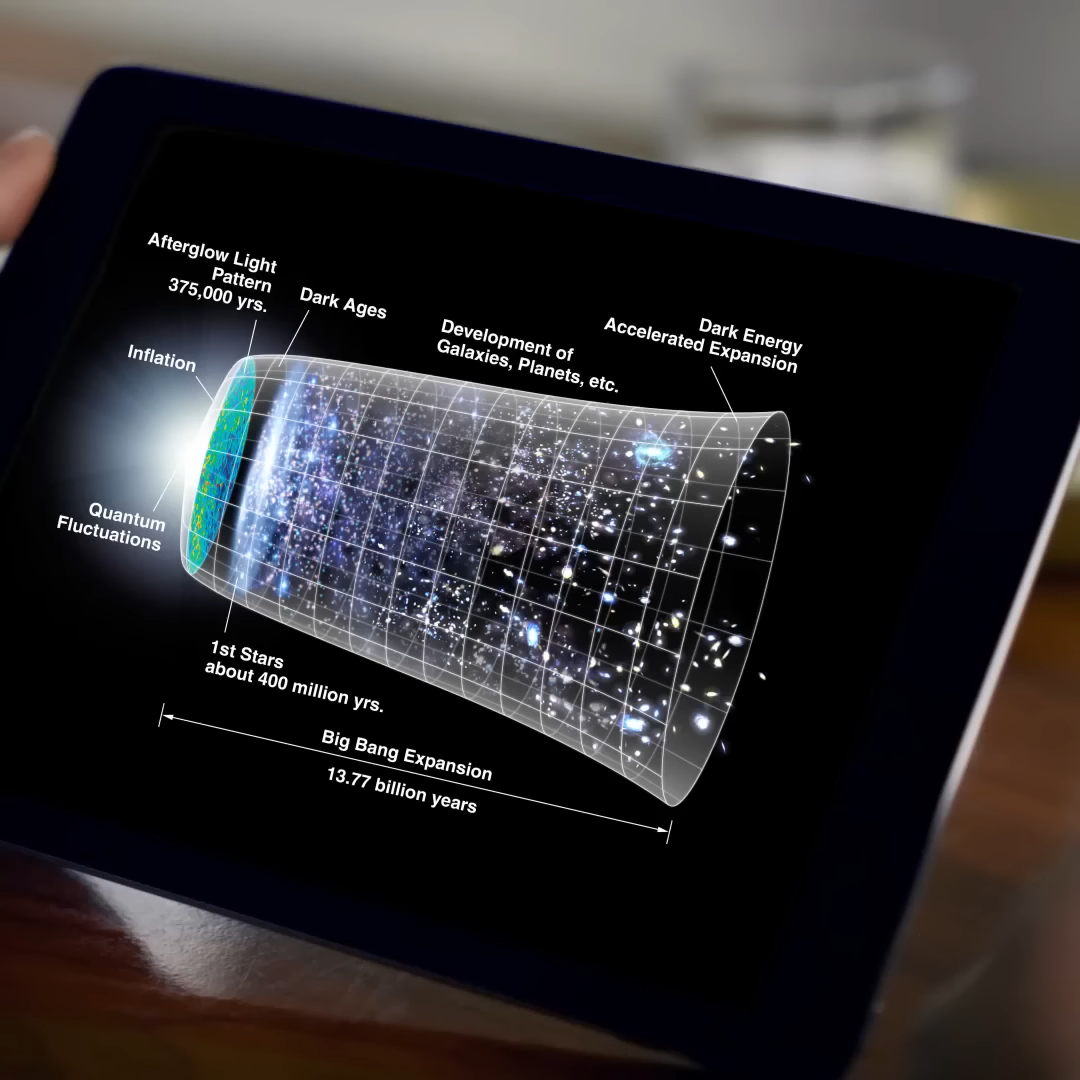 Afterglow Light
Pattern
375,000 yrs.
Dark Ages
Development of
Galaxies, Planets, etc.
Dark Energy
Accelerated Expansion
Inflation
Quantum
Fluctuations
1st Stars
about 400 million yrs.
Big Bang Expansion
13.77 billion years